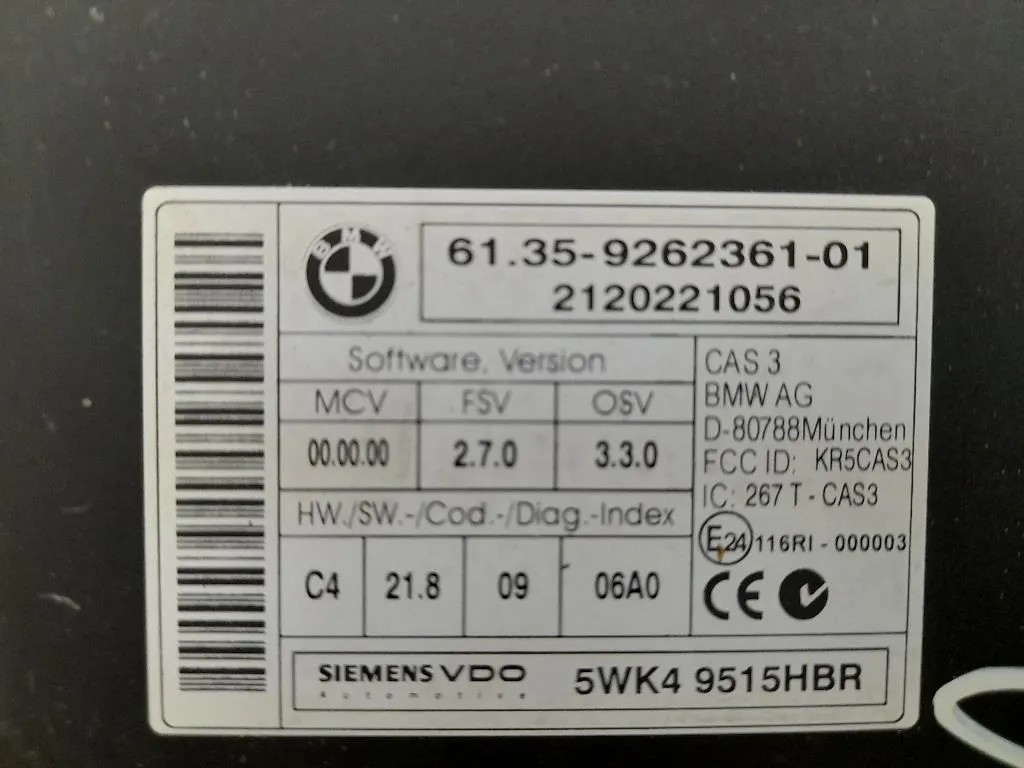 BMW
61.35-9262361-01
2120221056
Software, Version
MCV FSV OSV
00.00.00 2.7.0 3.3.0
HW./SW.-/Cod.-/Diag.-Index
C4 21.8 09 06A0
CAS 3
BMW AG
D-80788München
FCC ID: KR5CAS3
IC: 267 T - CAS3
E24 116RI - 000003
CE
SIEMENS VDO
Automotive
5WK4 9515HBR